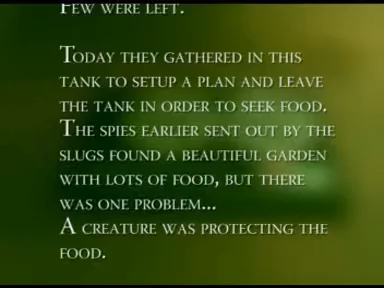 Few were left.
Today they gathered in this
tank to setup a plan and leave
the tank in order to seek food.
The spies earlier sent out by the
slugs found a beautiful garden
with lots of food, but there
was one problem...
A creature was protecting the
food.